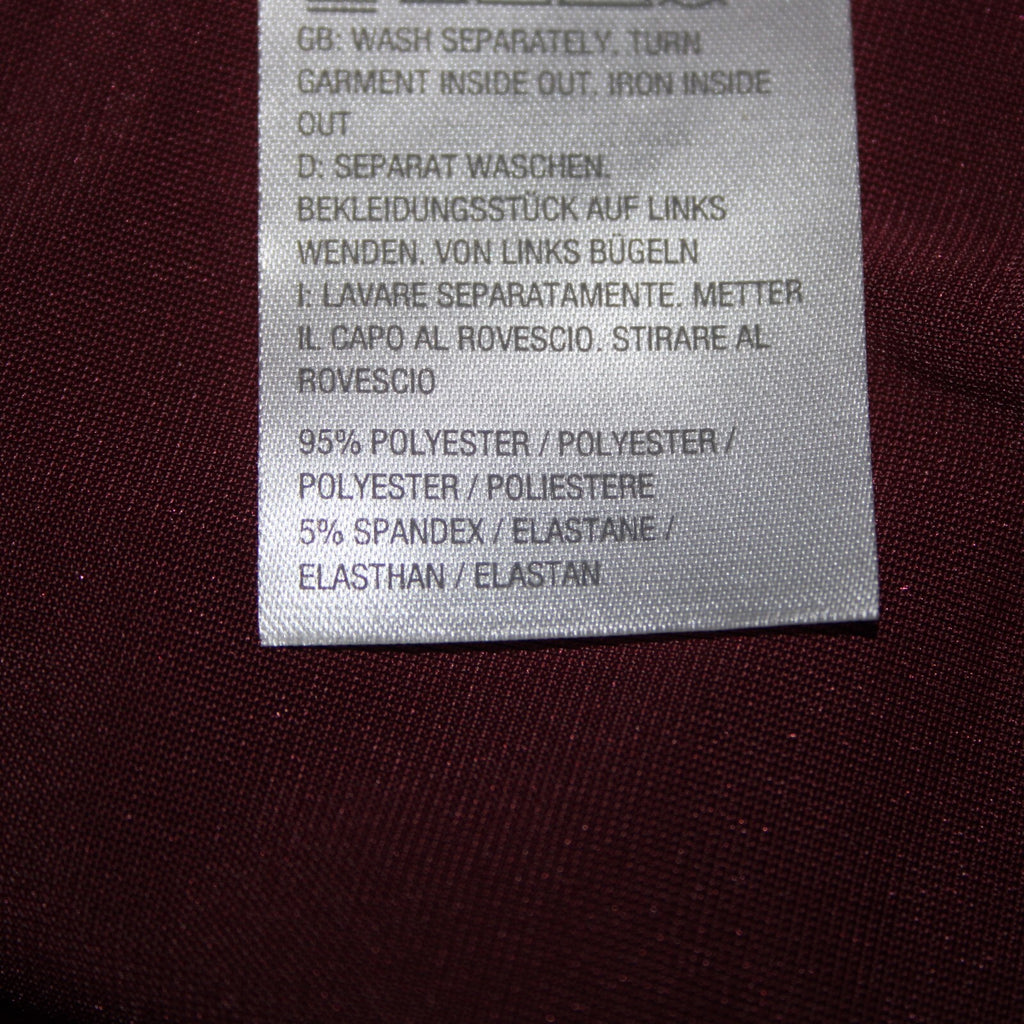 GB: WASH SEPARATELY. TURN
GARMENT INSIDE OUT. IRON INSIDE
OUT
D: SEPARAT WASCHEN.
BEKLEIDUNGSSTÜCK AUF LINKS
WENDEN. VON LINKS BÜGELN
I: LAVARE SEPARATAMENTE. METTER
IL CAPO AL ROVESCIO. STIRARE AL
ROVESCIO
95% POLYESTER / POLYESTER /
POLYESTER / POLIESTERE
5% SPANDEX / ELASTANE /
ELASTHAN / ELASTAN